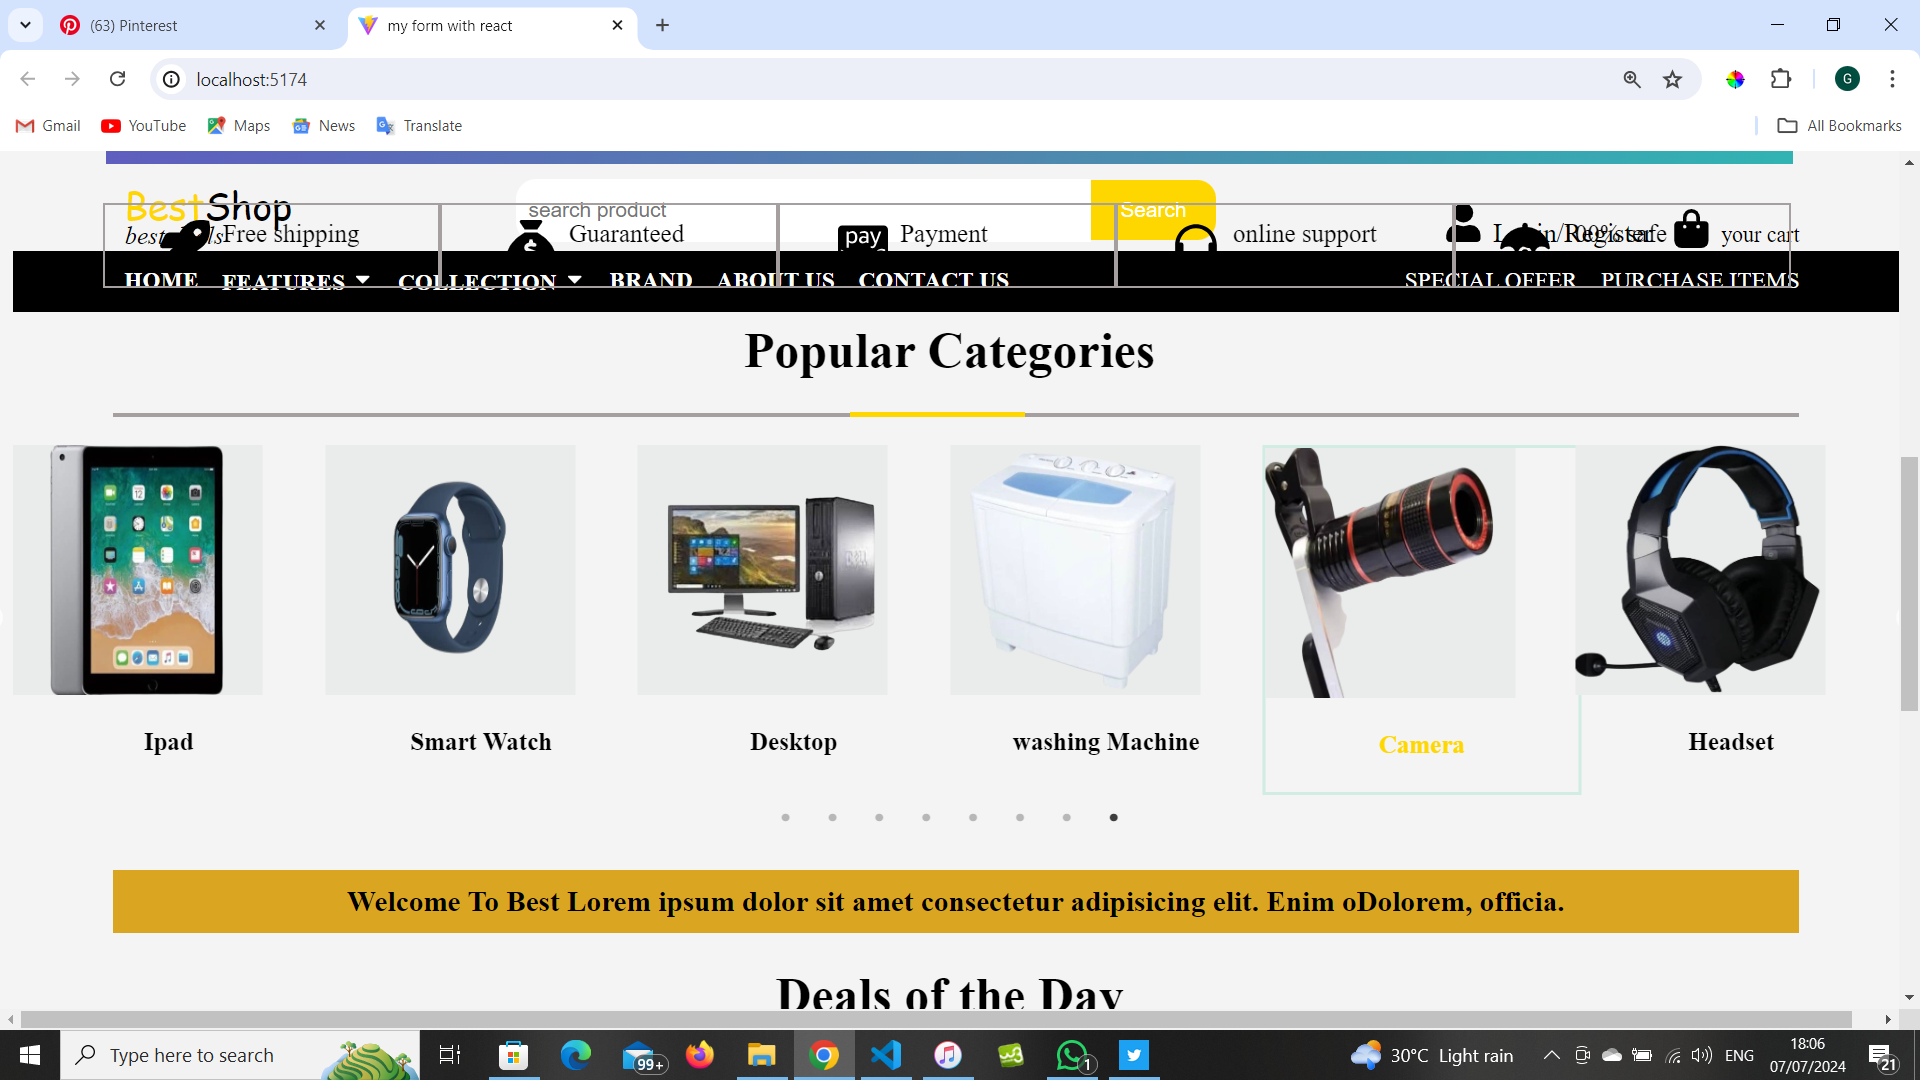 (63) Pinterest
my form with react
localhost:5174
G
Gmail
YouTube
Maps
News
Translate
All Bookmarks
BestShop
best deals
search product
Search
Free shipping
Guaranteed
pay
Payment
online support
Login/Register
100% safe
your cart
HOME
FEATURES
COLLECTION
BRAND
ABOUT US
CONTACT US
SPECIAL OFFER
PURCHASE ITEMS
Popular Categories
DELL
Ipad
Smart Watch
Desktop
washing Machine
Camera
Headset
Welcome To Best Lorem ipsum dolor sit amet consectetur adipisicing elit. Enim oDolorem, officia.
Deals of the Day
Type here to search
99+
1
30°C Light rain
ENG
18:06
07/07/2024
21